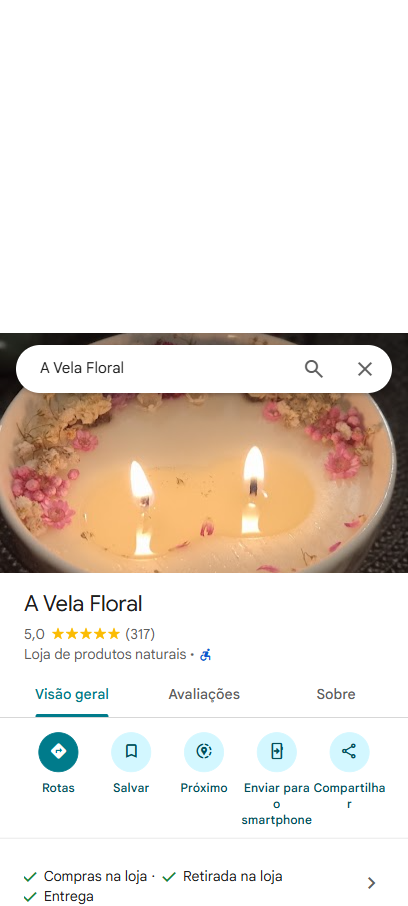 A Vela Floral
A Vela Floral
5,0 (317)
Loja de produtos naturais ·
Visão geral Avaliações Sobre
Rotas Salvar Próximo Enviar para o smartphone Compartilhar
Compras na loja · Retirada na loja
Entrega